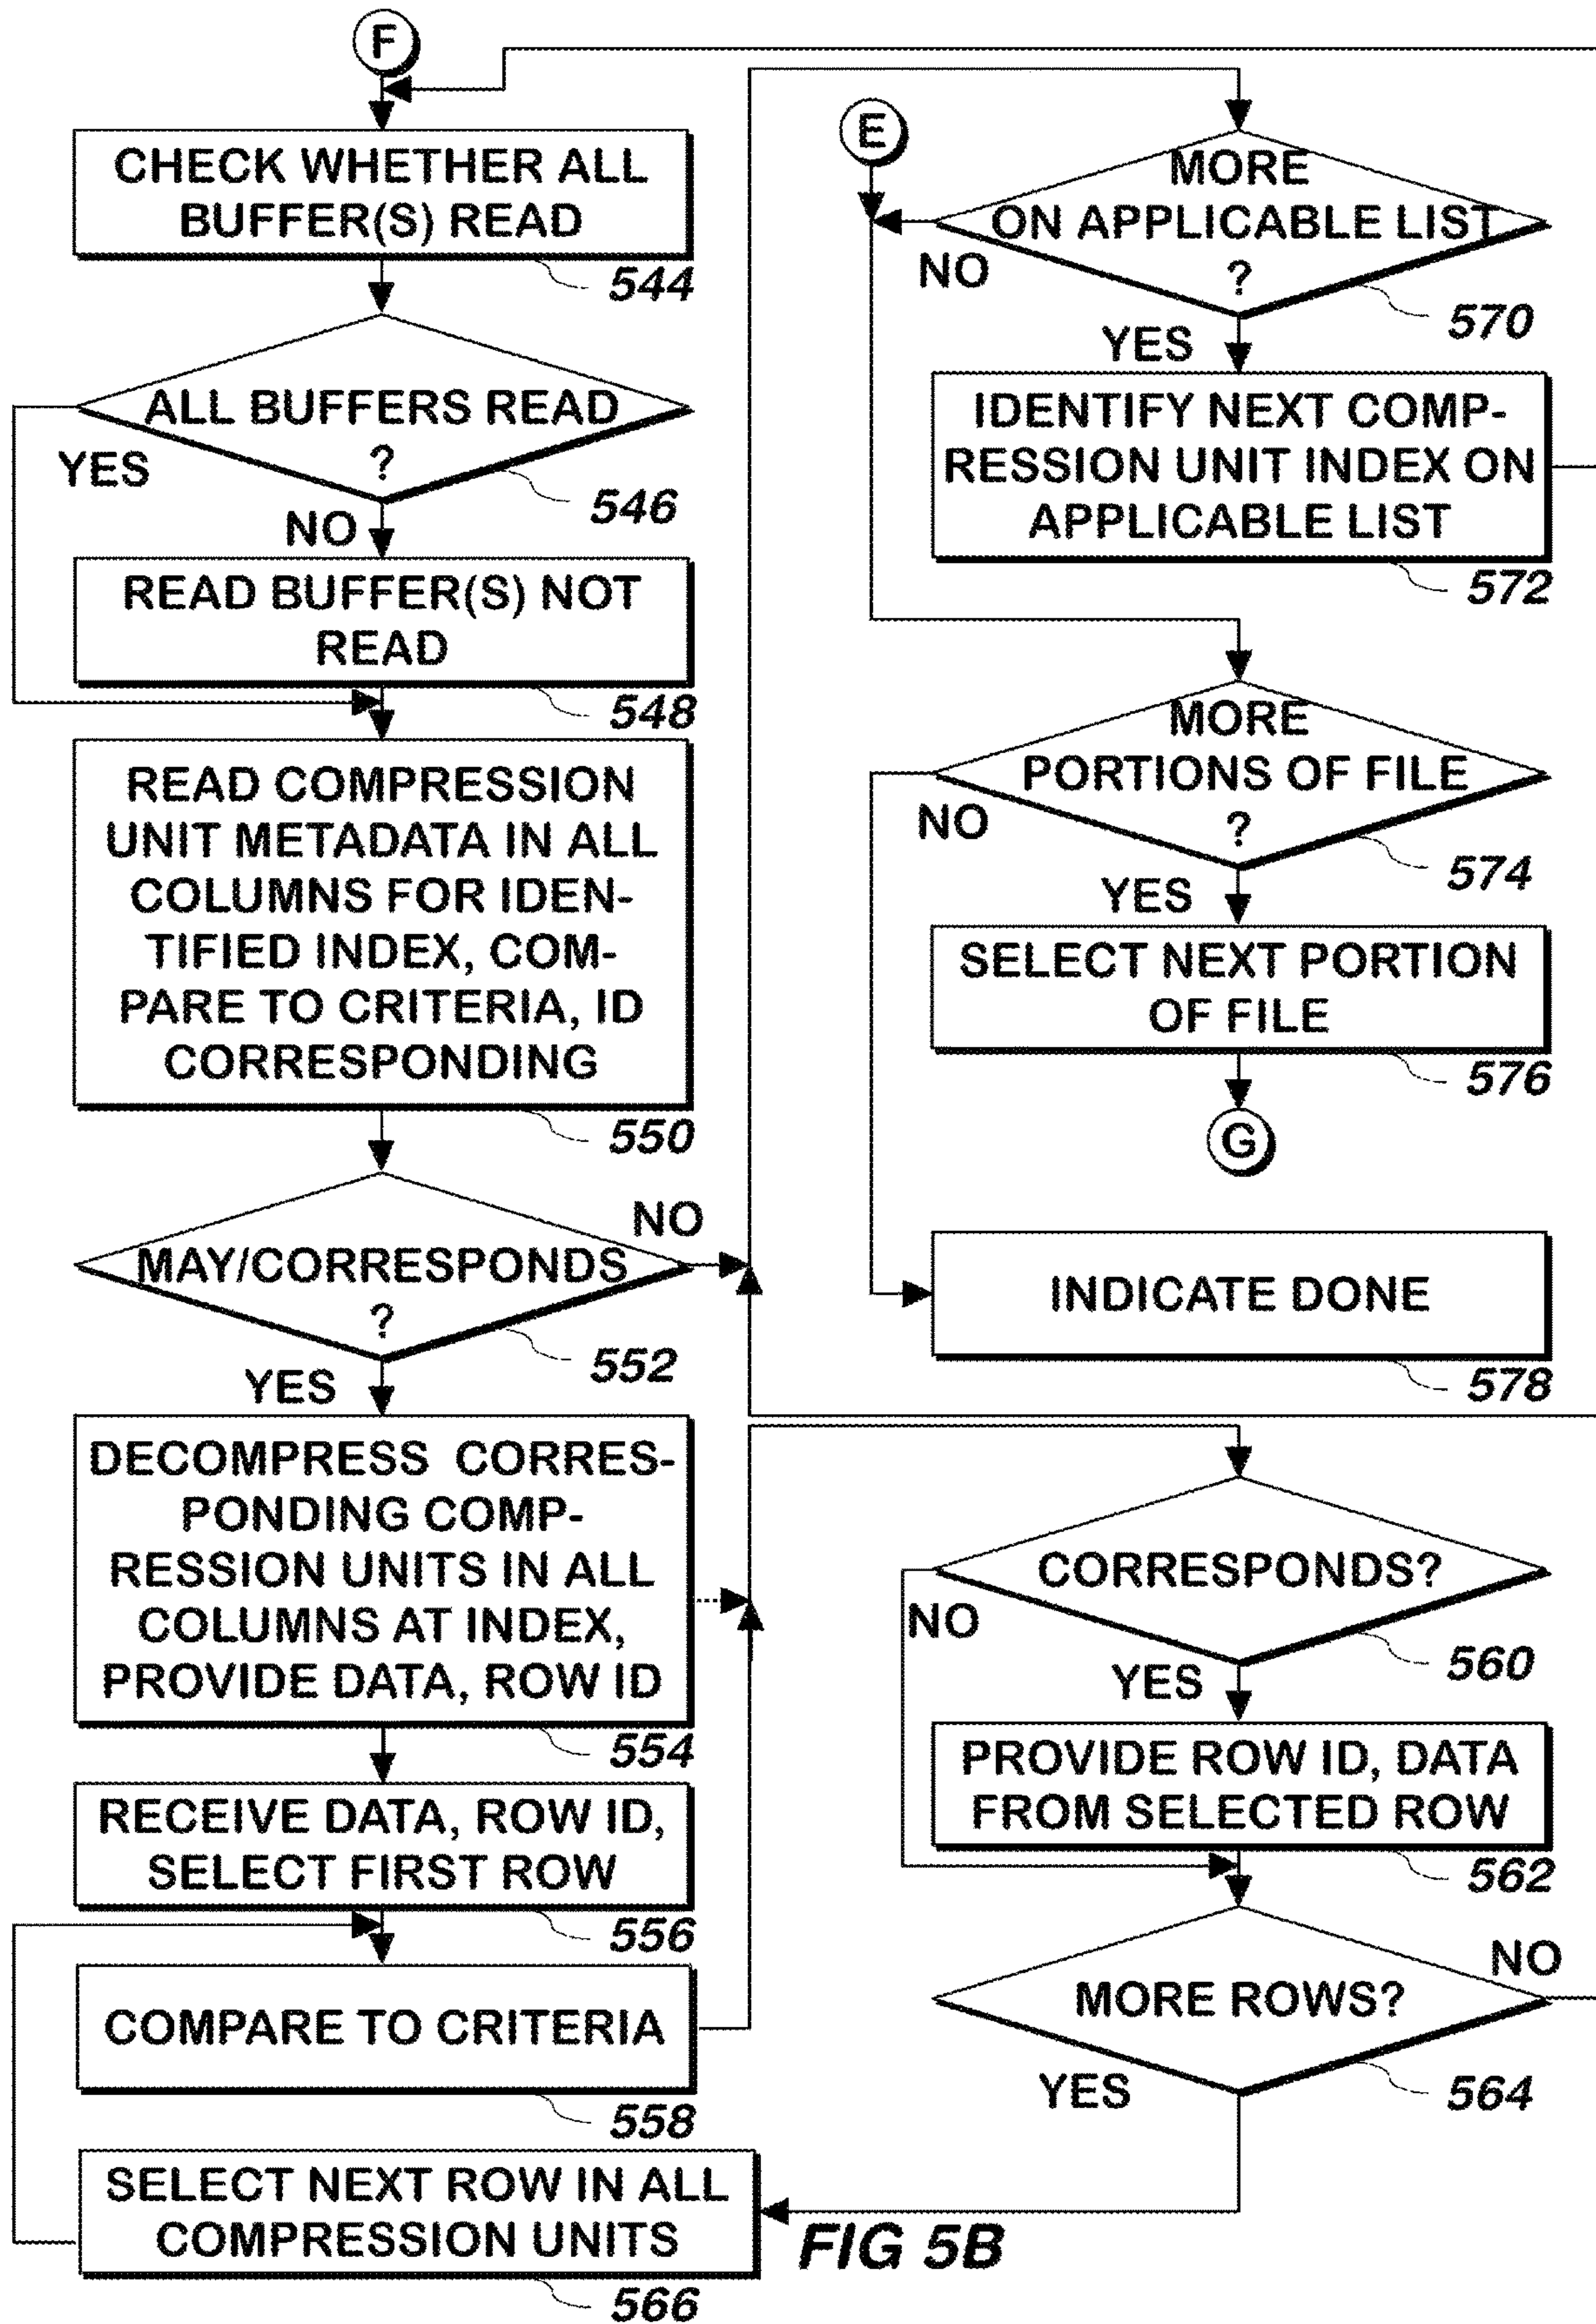 F
CHECK WHETHER ALL
BUFFER(S) READ
544
ALL BUFFERS READ
?
YES
546
NO
READ BUFFER(S) NOT
READ
548
READ COMPRESSION
UNIT METADATA IN ALL
COLUMNS FOR IDEN-
TIFIED INDEX, COM-
PARE TO CRITERIA, ID
CORRESPONDING
550
NO
MAY/CORRESPONDS
?
552
YES
DECOMPRESS CORRES-
PONDING COMP-
RESSION UNITS IN ALL
COLUMNS AT INDEX,
PROVIDE DATA, ROW ID
554
RECEIVE DATA, ROW ID,
SELECT FIRST ROW
556
COMPARE TO CRITERIA
558
SELECT NEXT ROW IN ALL
COMPRESSION UNITS
566
E
MORE
ON APPLICABLE LIST
?
NO
570
YES
IDENTIFY NEXT COMP-
RESSION UNIT INDEX ON
APPLICABLE LIST
572
MORE
PORTIONS OF FILE
?
NO
574
YES
SELECT NEXT PORTION
OF FILE
576
G
INDICATE DONE
578
CORRESPONDS?
NO
560
YES
PROVIDE ROW ID, DATA
FROM SELECTED ROW
562
NO
MORE ROWS?
YES
564
FIG 5B